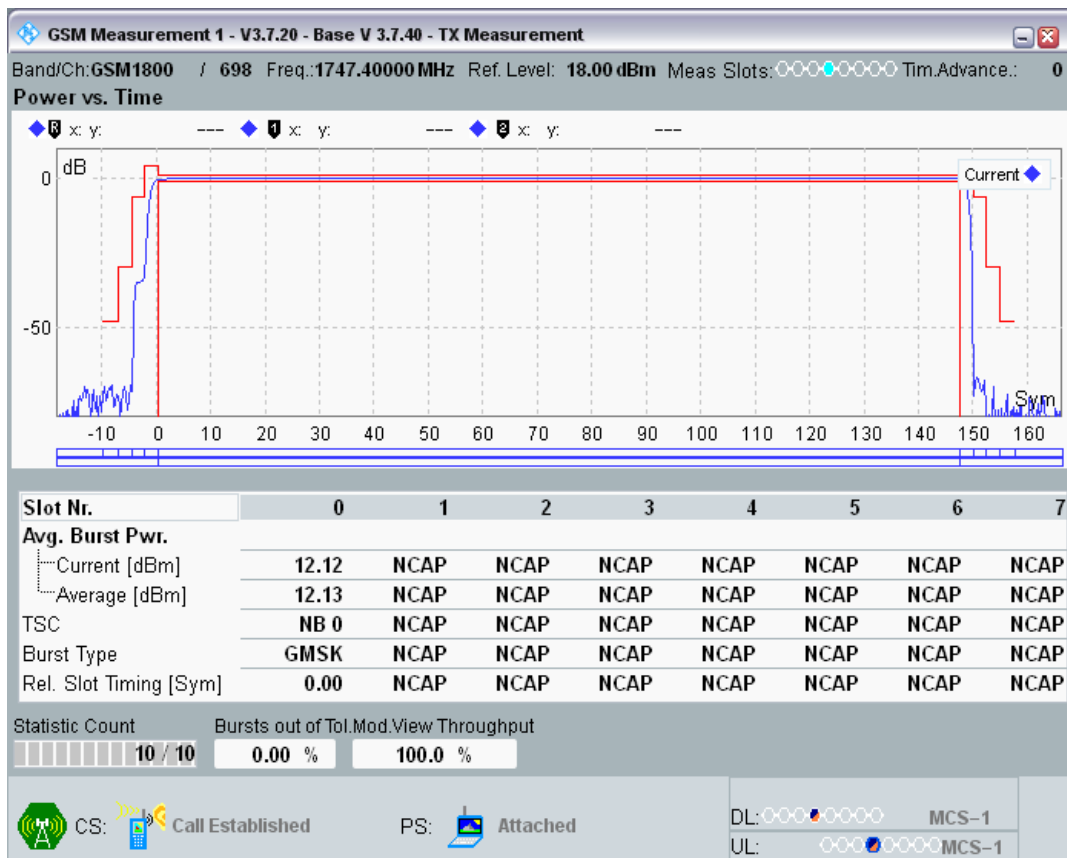 GSM Measurement 1 - V3.7.20 - Base V 3.7.40 - TX Measurement
Band/Ch:GSM1800 / 698 Freq.:1747.40000 MHz Ref. Level: 18.00 dBm Meas Slots: Tim.Advance.: 0
Power vs. Time
R x: y: --- 1 x: y: --- 2 x: y: ---
dB
0
Current
-50
Sym
-10 0 10 20 30 40 50 60 70 80 90 100 110 120 130 140 150 160
Slot Nr. 0 1 2 3 4 5 6 7
Avg. Burst Pwr.
Current [dBm] 12.12 NCAP NCAP NCAP NCAP NCAP NCAP NCAP
Average [dBm] 12.13 NCAP NCAP NCAP NCAP NCAP NCAP NCAP
TSC NB 0 NCAP NCAP NCAP NCAP NCAP NCAP NCAP
Burst Type GMSK NCAP NCAP NCAP NCAP NCAP NCAP NCAP
Rel. Slot Timing [Sym] 0.00 NCAP NCAP NCAP NCAP NCAP NCAP NCAP
Statistic Count Bursts out of Tol.Mod.View Throughput
10 / 10 0.00 % 100.0 %
CS: Call Established PS: Attached
DL: MCS-1
UL: MCS-1